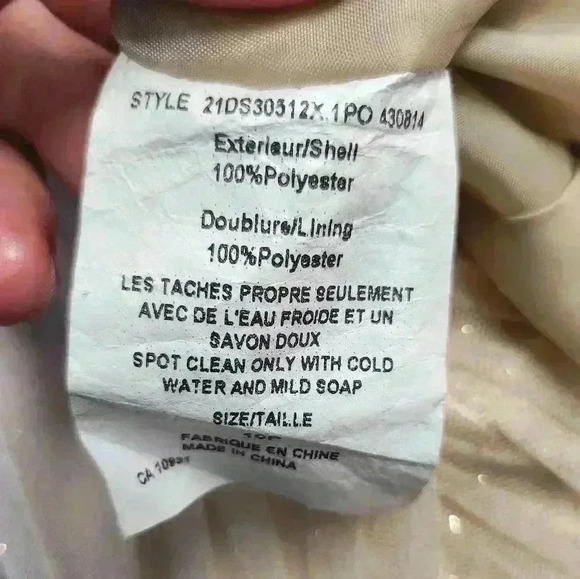 STYLE 21DS30512X.1PO 430814
Exterieur/Shell
100%Polyester
Doublure/Lining
100%Polyester
LES TACHES PROPRE SEULEMENT
AVEC DE L'EAU FROIDE ET UN
SAVON DOUX
SPOT CLEAN ONLY WITH COLD
WATER AND MILD SOAP
SIZE/TAILLE
FABRIQUE EN CHINE
MADE IN CHINA
CA